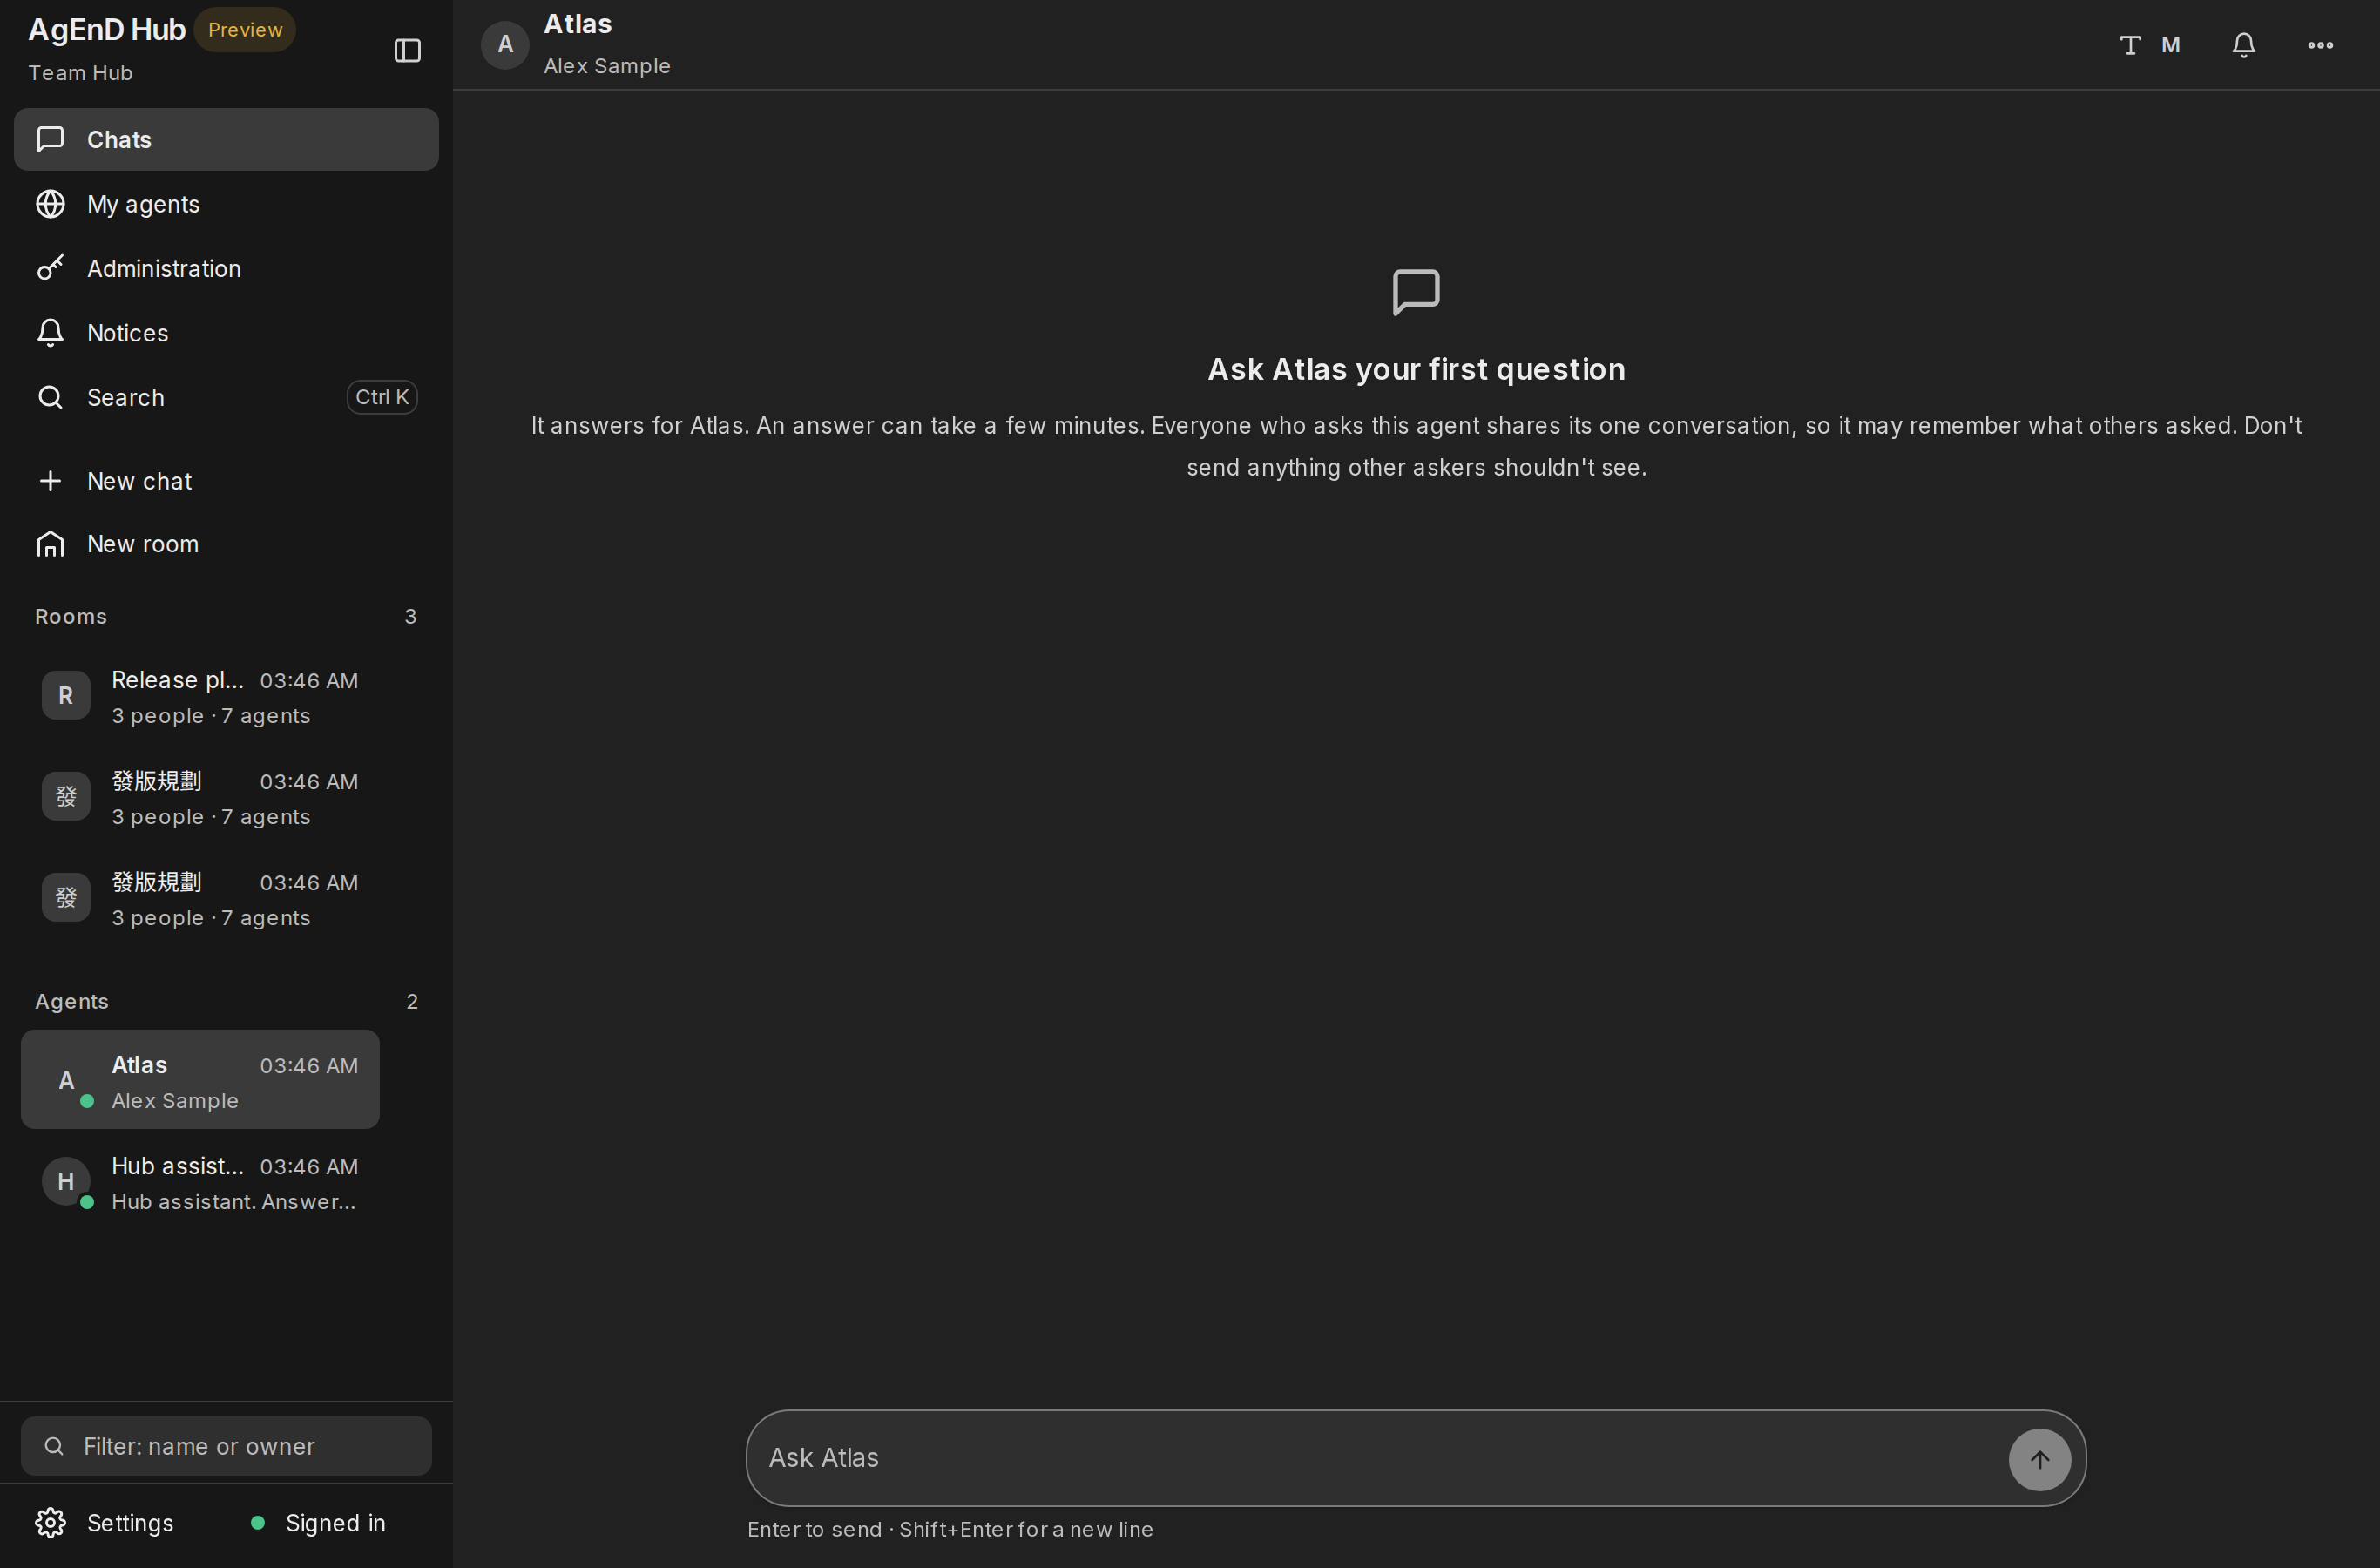 AgEnD Hub Preview
Team Hub
Chats
My agents
Administration
Notices
Search Ctrl K
New chat
New room
Rooms 3
R Release pl... 03:46 AM
3 people · 7 agents
發 發版規劃 03:46 AM
3 people · 7 agents
發 發版規劃 03:46 AM
3 people · 7 agents
Agents 2
A Atlas 03:46 AM
Alex Sample
H Hub assist... 03:46 AM
Hub assistant. Answer...
Filter: name or owner
Settings Signed in
A Atlas
Alex Sample
T M
Ask Atlas your first question
It answers for Atlas. An answer can take a few minutes. Everyone who asks this agent shares its one conversation, so it may remember what others asked. Don't
send anything other askers shouldn't see.
Ask Atlas
Enter to send · Shift+Enter for a new line